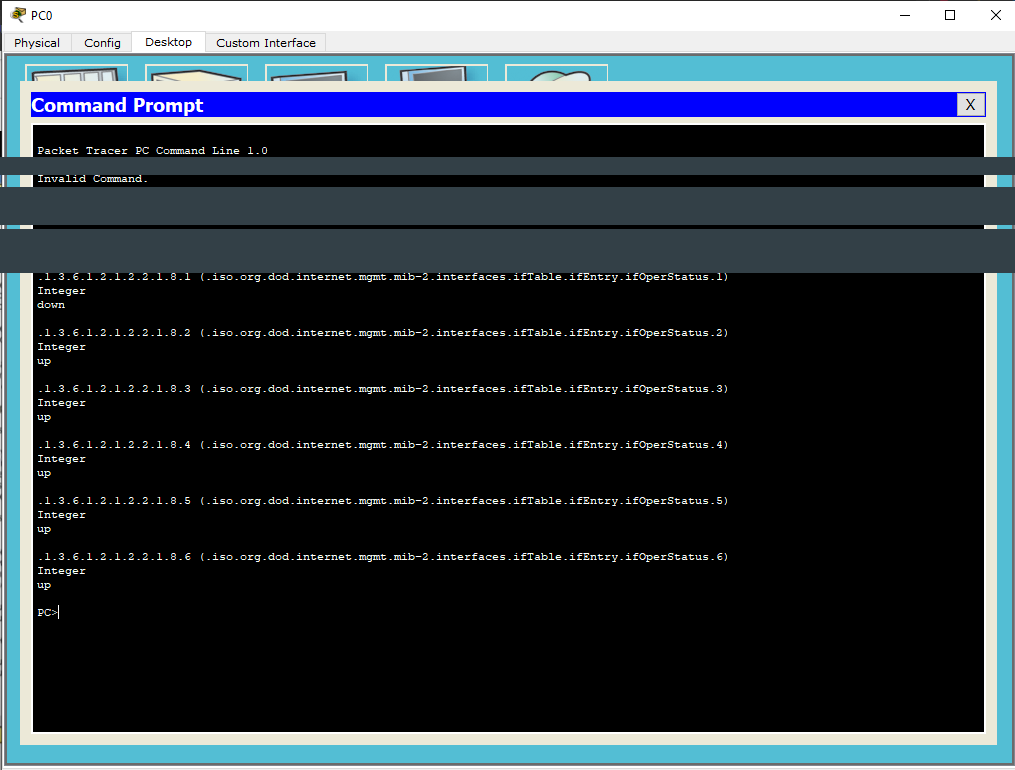 PC0
Physical Config Desktop Custom Interface
Command Prompt X
Packet Tracer PC Command Line 1.0
Invalid Command.
.1.3.6.1.2.1.2.2.1.8.1 (.iso.org.dod.internet.mgmt.mib-2.interfaces.ifTable.ifEntry.ifOperStatus.1)
Integer
down
.1.3.6.1.2.1.2.2.1.8.2 (.iso.org.dod.internet.mgmt.mib-2.interfaces.ifTable.ifEntry.ifOperStatus.2)
Integer
up
.1.3.6.1.2.1.2.2.1.8.3 (.iso.org.dod.internet.mgmt.mib-2.interfaces.ifTable.ifEntry.ifOperStatus.3)
Integer
up
.1.3.6.1.2.1.2.2.1.8.4 (.iso.org.dod.internet.mgmt.mib-2.interfaces.ifTable.ifEntry.ifOperStatus.4)
Integer
up
.1.3.6.1.2.1.2.2.1.8.5 (.iso.org.dod.internet.mgmt.mib-2.interfaces.ifTable.ifEntry.ifOperStatus.5)
Integer
up
.1.3.6.1.2.1.2.2.1.8.6 (.iso.org.dod.internet.mgmt.mib-2.interfaces.ifTable.ifEntry.ifOperStatus.6)
Integer
up
PC>